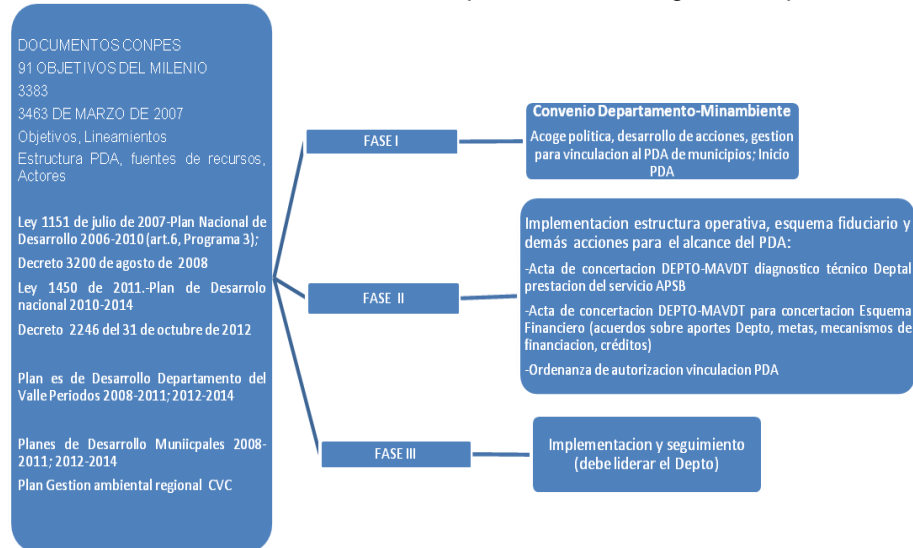 DOCUMENTOS CONPES
91 OBJETIVOS DEL MILENIO
3383
3463 DE MARZO DE 2007
Objetivos, Lineamientos
Estructura PDA, fuentes de recursos,
Actores
Ley 1151 de julio de 2007-Plan Nacional de
Desarrollo 2006-2010 (art.6, Programa 3);
Decreto 3200 de agosto de 2008
Ley 1450 de 2011.-Plan de Desarrolo
nacional 2010-2014
Decreto 2246 del 31 de octubre de 2012
Plan es de Desarrollo Departamento del
Valle Periodos 2008-2011; 2012-2014
Planes de Desarrollo Muniicpales 2008-
2011; 2012-2014
Plan Gestion ambiental regional CVC
FASE I
Convenio Departamento-Minambiente
Acoge politica, desarrollo de acciones, gestion
para vinculacion al PDA de municipios; Inicio
PDA
FASE II
Implementacion estructura operativa, esquema fiduciario y
demás acciones para el alcance del PDA:
-Acta de concertacion DEPTO-MAVDT diagnostico técnico Deptal
prestacion del servicio APSB
-Acta de concertacion DEPTO-MAVDT para concertacion Esquema
Financiero (acuerdos sobre aportes Depto, metas, mecanismos de
financiacion, créditos)
-Ordenanza de autorizacion vinculacion PDA
FASE III
Implementacion y seguimiento
(debe liderar el Depto)